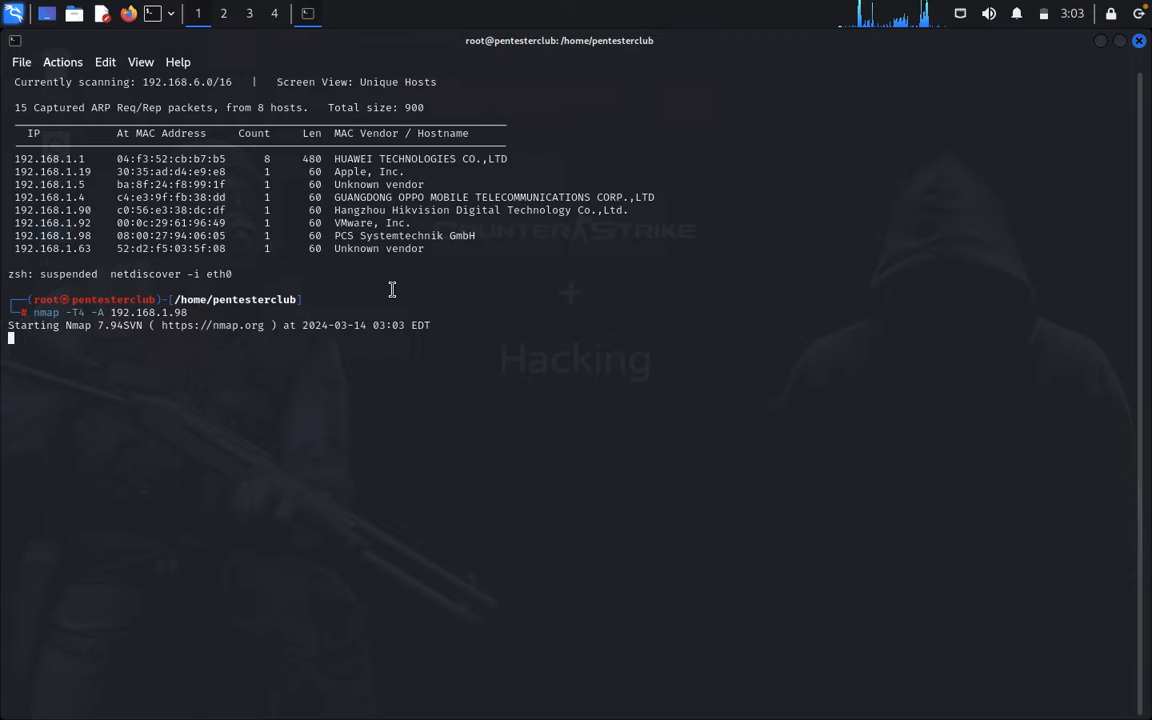 1 2 3 4 3:03
root@pentesterclub: /home/pentesterclub
File Actions Edit View Help
Currently scanning: 192.168.6.0/16 | Screen View: Unique Hosts
15 Captured ARP Req/Rep packets, from 8 hosts. Total size: 900
IP At MAC Address Count Len MAC Vendor / Hostname
192.168.1.1 04:f3:52:cb:b7:b5 8 480 HUAWEI TECHNOLOGIES CO.,LTD
192.168.1.19 30:35:ad:d4:e9:e8 1 60 Apple, Inc.
192.168.1.5 ba:8f:24:f8:99:1f 1 60 Unknown vendor
192.168.1.4 c4:e3:9f:fb:38:dd 1 60 GUANGDONG OPPO MOBILE TELECOMMUNICATIONS CORP.,LTD
192.168.1.90 c0:56:e3:38:dc:df 1 60 Hangzhou Hikvision Digital Technology Co.,Ltd.
192.168.1.92 00:0c:29:61:96:49 1 60 VMware, Inc.
192.168.1.98 08:00:27:94:06:05 1 60 PCS Systemtechnik GmbH
192.168.1.63 52:d2:f5:03:5f:08 1 60 Unknown vendor
COUNTER STRIKE
zsh: suspended netdiscover -i eth0
+
┌──(root㉿pentesterclub)-[/home/pentesterclub]
└─# nmap -T4 -A 192.168.1.98
Starting Nmap 7.94SVN ( https://nmap.org ) at 2024-03-14 03:03 EDT
Hacking